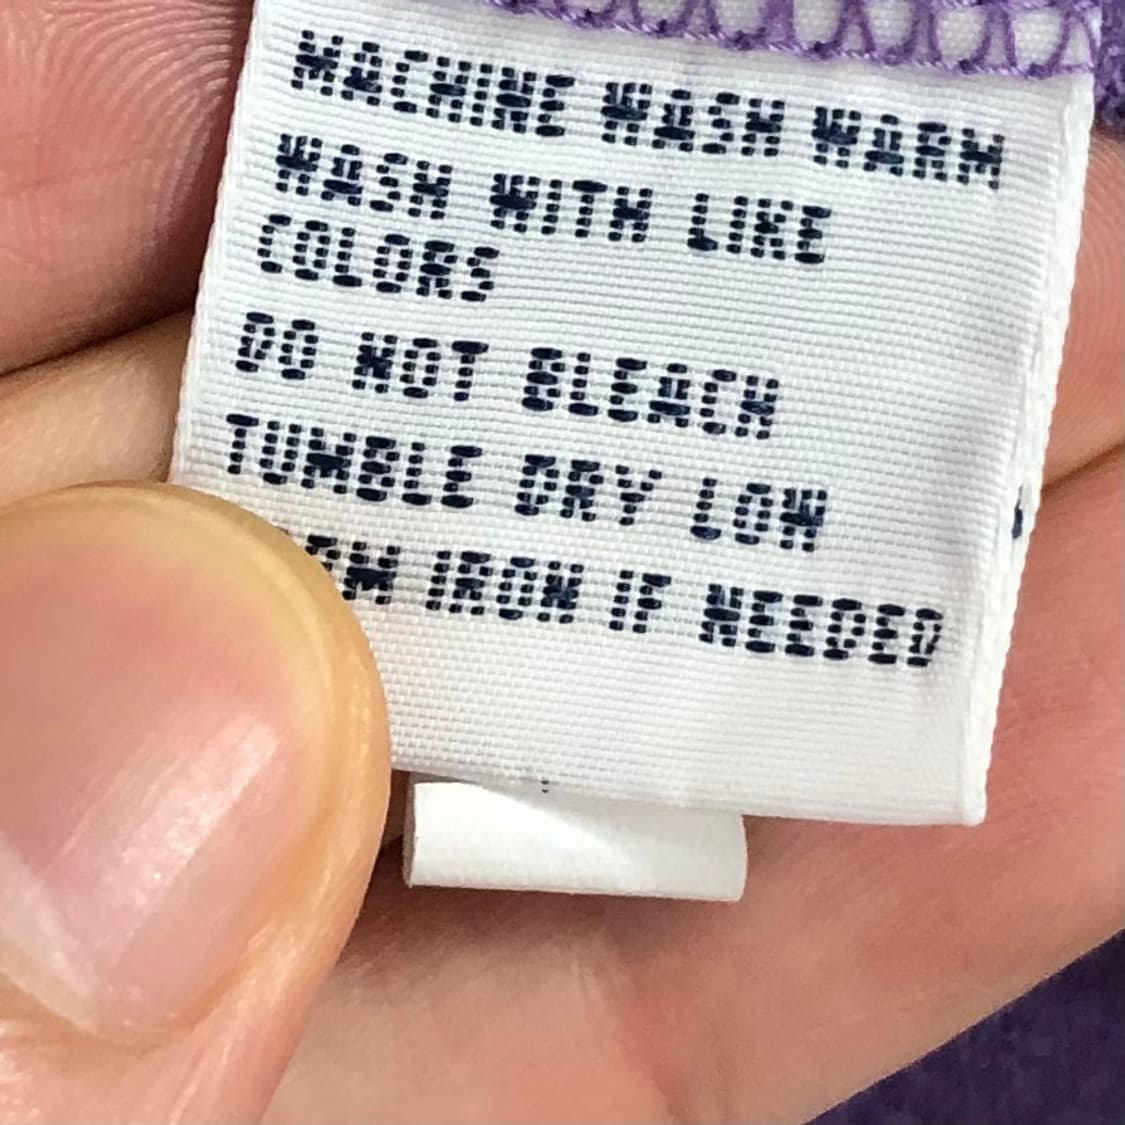 MACHINE WASH WARM
WASH WITH LIKE
COLORS
DO NOT BLEACH
TUMBLE DRY LOW
IRON IF NEEDED